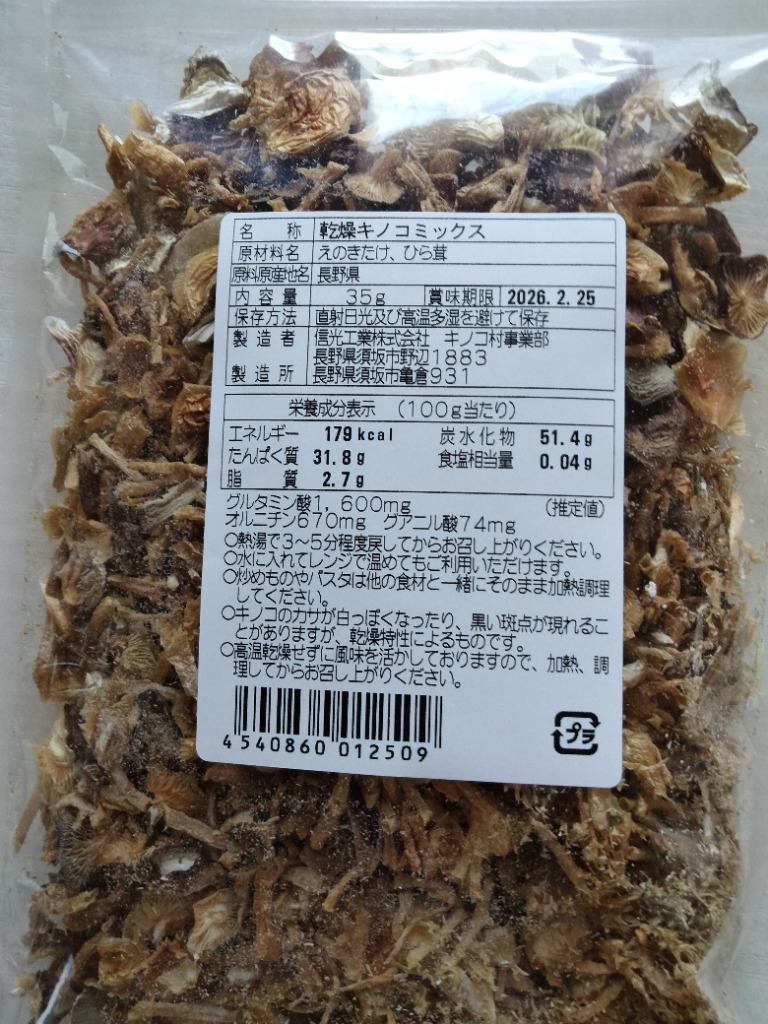 名 称 乾燥キノコミックス
原材料名 えのきたけ、ひら茸
原料原産地名 長野県
内容量 35g 賞味期限 2026.2.25
保存方法 直射日光及び高温多湿を避けて保存
製造者 信光工業株式会社 キノコ村事業部
長野県須坂市野辺1883
製造所 長野県須坂市亀倉931
栄養成分表示 (100g当たり)
エネルギー 179kcal 炭水化物 51.4g
たんぱく質 31.8g 食塩相当量 0.04g
脂 質 2.7g
グルタミン酸1,600mg (推定値)
オルニチン670mg グアニル酸74mg
○熱湯で3~5分程度戻してからお召し上がりください。
○水に入れてレンジで温めてもご利用いただけます。
○炒めものやパスタは他の食材と一緒にそのまま加熱調理
してください。
○キノコのカサが白っぽくなったり、黒い斑点が現れるこ
とがありますが、乾燥特性によるものです。
○高温乾燥せずに風味を活かしておりますので、加熱、調
理してからお召し上がりください。
4540860012509
プラ